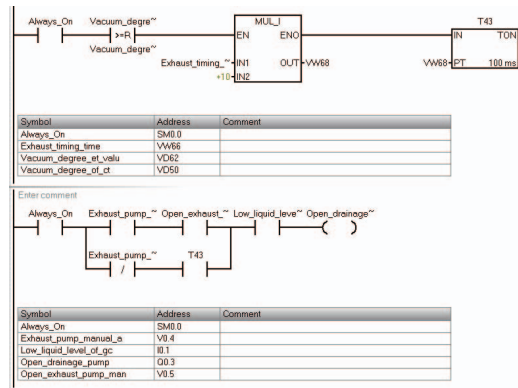 Always_On Vacuum_degre~ MUL_I T43
>=R EN ENO IN TON
Vacuum_degre~
Exhaust_timing_~ IN1 OUT VW68 VW68 PT 100 ms
+10 IN2
Symbol Address Comment
Always_On SM0.0
Exhaust_timing_time VW66
Vacuum_degree_et_valu VD62
Vacuum_degree_of_ct VD50
Enter comment
Always_On Exhaust_pump_~ Open_exhaust_~ Low_liquid_leve~ Open_drainage~
Exhaust_pump_~ T43
/
Symbol Address Comment
Always_On SM0.0
Exhaust_pump_manual_a V0.4
Low_liquid_level_of_gc I0.1
Open_drainage_pump Q0.3
Open_exhaust_pump_man V0.5